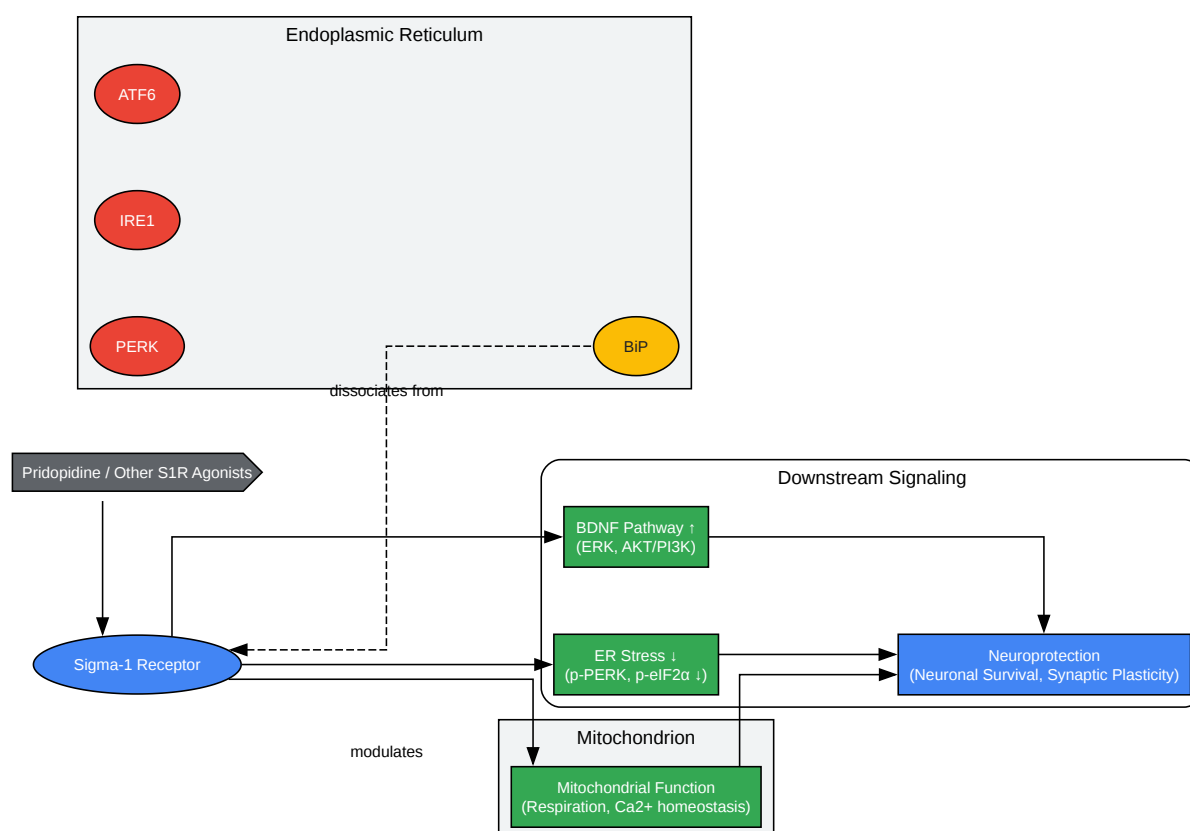 Endoplasmic Reticulum
ATF6
IRE1
PERK
BiP
dissociates from
Pridopidine / Other S1R Agonists
Downstream Signaling
BDNF Pathway ↑
(ERK, AKT/PI3K)
Sigma-1 Receptor
ER Stress ↓
(p-PERK, p-eIF2α ↓)
Neuroprotection
(Neuronal Survival, Synaptic Plasticity)
Mitochondrion
modulates
Mitochondrial Function
(Respiration, Ca2+ homeostasis)